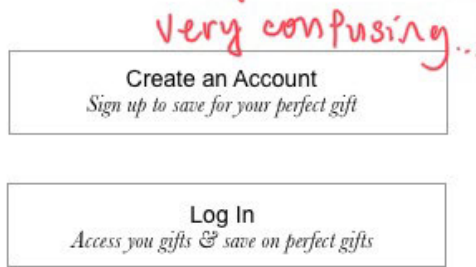 very confusing...
Create an Account
Sign up to save for your perfect gift
Log In
Access you gifts & save on perfect gifts